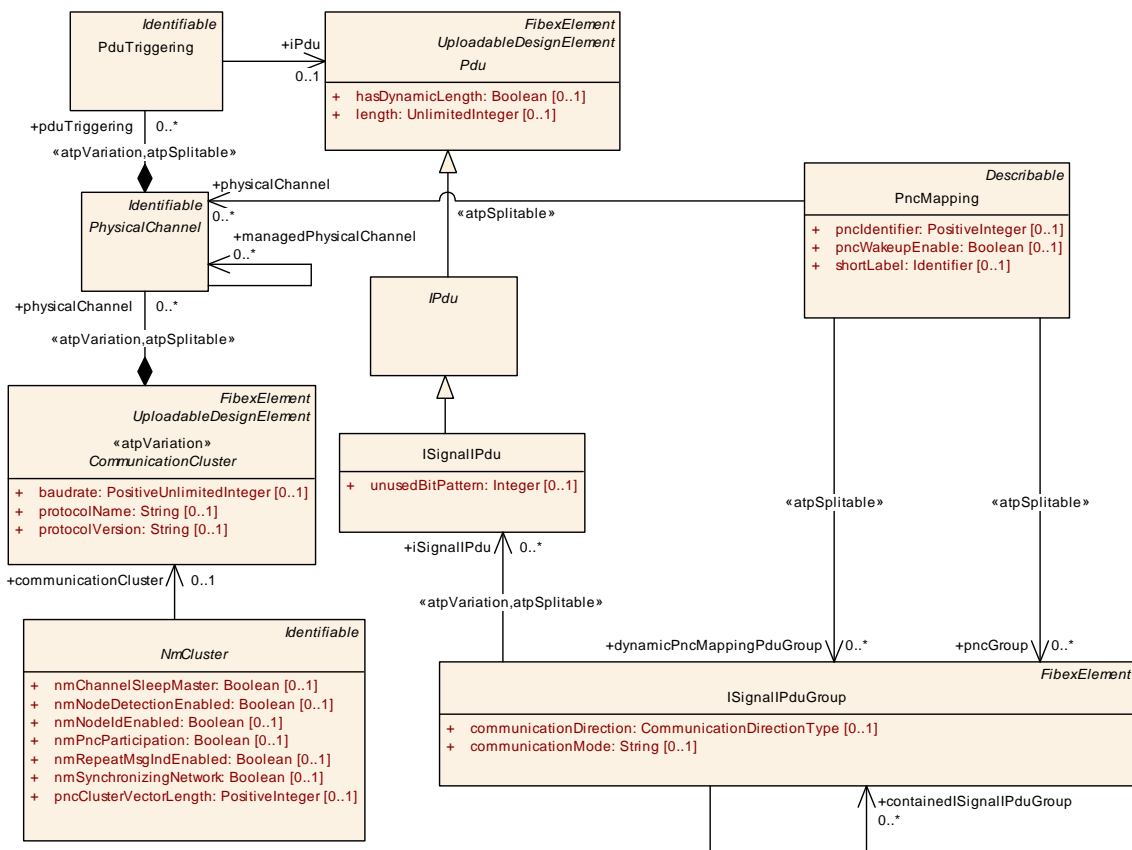 Identifiable
PduTriggering
+iPdu
0..1
FibexElement
UploadableDesignElement
Pdu
+ hasDynamicLength: Boolean [0..1]
+ length: UnlimitedInteger [0..1]
+pduTriggering
0..*
«atpVariation,atpSplitable»
Identifiable
PhysicalChannel
+physicalChannel
0..*
+managedPhysicalChannel
0..*
«atpSplitable»
Describable
PncMapping
+ pncIdentifier: PositiveInteger [0..1]
+ pncWakeupEnable: Boolean [0..1]
+ shortLabel: Identifier [0..1]
+physicalChannel
0..*
«atpVariation,atpSplitable»
IPdu
FibexElement
UploadableDesignElement
«atpVariation»
CommunicationCluster
+ baudrate: PositiveUnlimitedInteger [0..1]
+ protocolName: String [0..1]
+ protocolVersion: String [0..1]
ISignalIPdu
+ unusedBitPattern: Integer [0..1]
«atpSplitable»
«atpSplitable»
+iSignalIPdu
0..*
+communicationCluster
0..1
«atpVariation,atpSplitable»
Identifiable
NmCluster
+ nmChannelSleepMaster: Boolean [0..1]
+ nmNodeDetectionEnabled: Boolean [0..1]
+ nmNodeIdEnabled: Boolean [0..1]
+ nmPncParticipation: Boolean [0..1]
+ nmRepeatMsgIndEnabled: Boolean [0..1]
+ nmSynchronizingNetwork: Boolean [0..1]
+ pncClusterVectorLength: PositiveInteger [0..1]
+dynamicPncMappingPduGroup
0..*
+pncGroup
0..*
FibexElement
ISignalIPduGroup
+ communicationDirection: CommunicationDirectionType [0..1]
+ communicationMode: String [0..1]
+containedISignalIPduGroup
0..*